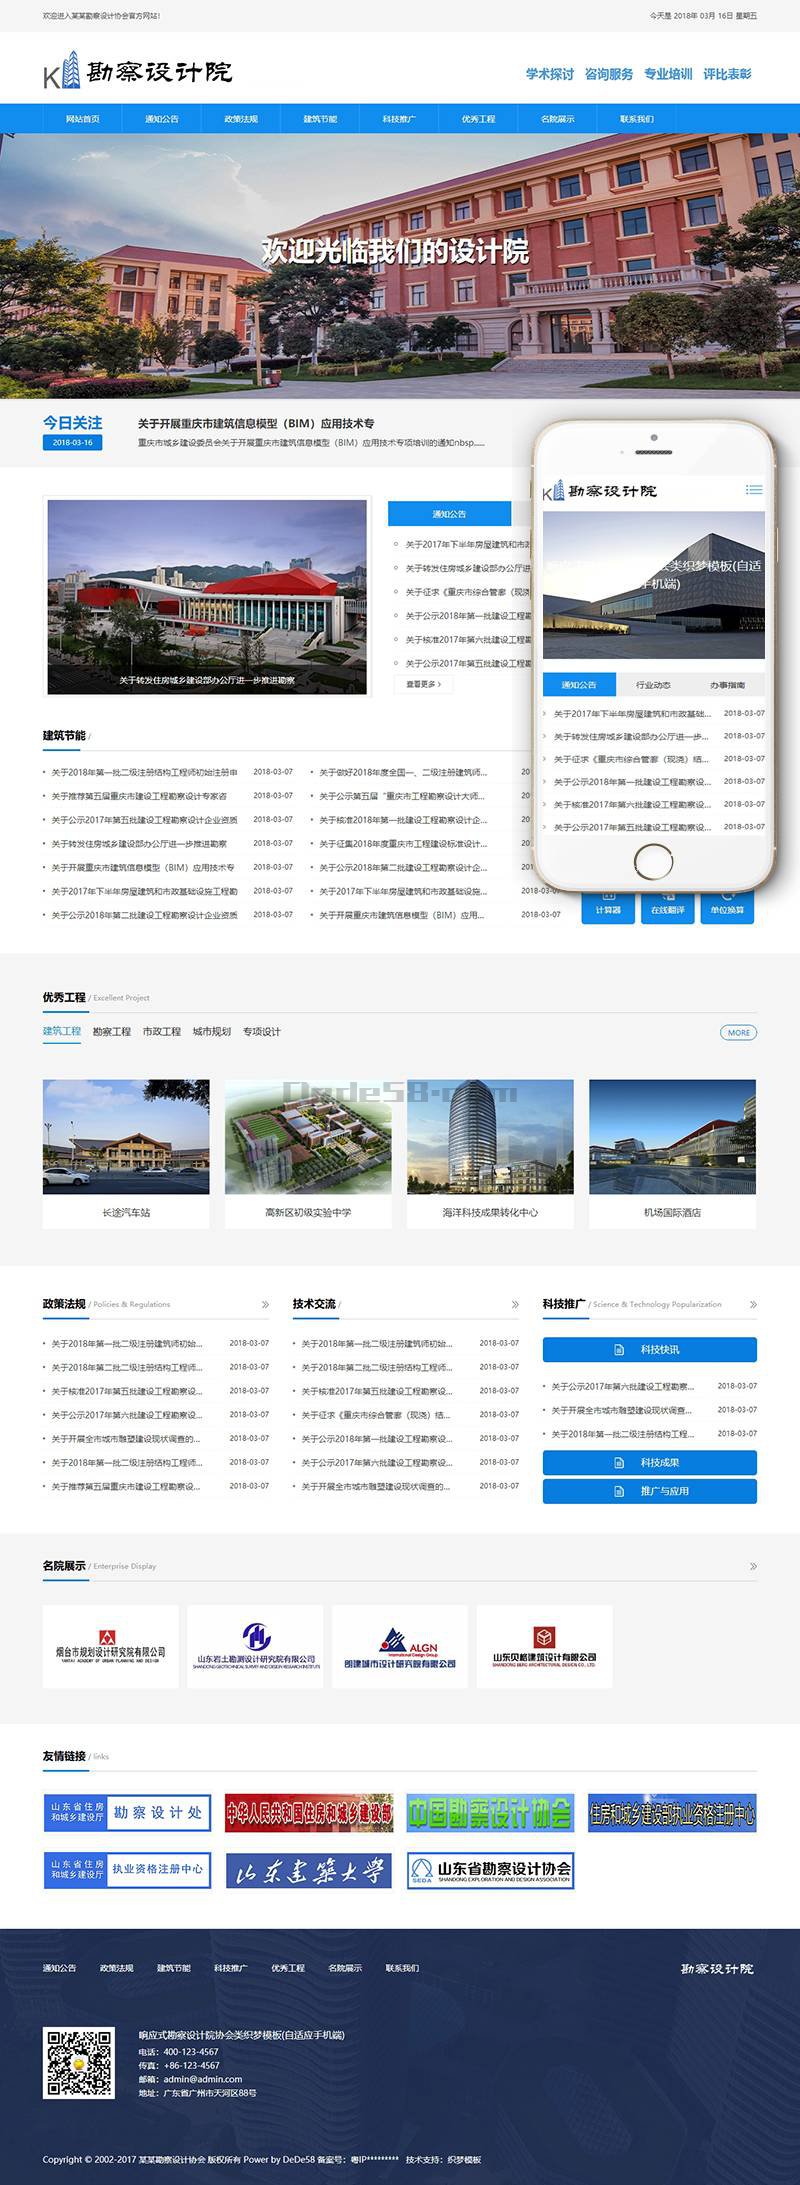 欢迎进入某某勘察设计协会官方网站!
今天是 2018年 03月 16日 星期五
K 勘察设计院
学术探讨 咨询服务 专业培训 评比表彰
网站首页 通知公告 政策法规 建筑节能 科技推广 优秀工程 名院展示 联系我们
欢迎光临我们的设计院
今日关注
2018-03-16
关于开展重庆市建筑信息模型（BIM）应用技术专
重庆市城乡建设委员会关于开展重庆市建筑信息模型（BIM）应用技术专项培训的通知nbsp......
关于转发住房城乡建设部办公厅进一步推进勘察
通知公告
关于2017年下半年房屋建筑和市政
关于转发住房城乡建设部办公厅进
关于征求《重庆市综合管廊（现浇
关于公示2018年第一批建设工程勘
关于核准2017年第六批建设工程勘
关于公示2017年第五批建设工程勘
查看更多 >
K 勘察设计院
会类织梦模板(自适
手机端)
通知公告 行业动态 办事指南
关于2017年下半年房屋建筑和市政基础... 2018-03-07
关于转发住房城乡建设部办公厅进一步... 2018-03-07
关于征求《重庆市综合管廊（现浇）结... 2018-03-07
关于公示2018年第一批建设工程勘察设... 2018-03-07
关于核准2017年第六批建设工程勘察设... 2018-03-07
关于公示2017年第五批建设工程勘察设... 2018-03-07
建筑节能 /
关于2018年第一批二级注册结构工程师初始注册申 2018-03-07
关于推荐第五届重庆市建设工程勘察设计专家咨 2018-03-07
关于公示2017年第五批建设工程勘察设计企业资质 2018-03-07
关于转发住房城乡建设部办公厅进一步推进勘察 2018-03-07
关于开展重庆市建筑信息模型（BIM）应用技术专 2018-03-07
关于2017年下半年房屋建筑和市政基础设施工程勘 2018-03-07
关于公示2018年第二批建设工程勘察设计企业资质 2018-03-07
关于做好2018年度全国一、二级注册建筑师... 20
关于公示第五届“重庆市工程勘察设计大师... 20
关于核准2018年第一批建设工程勘察设计企... 20
关于征集2018年度重庆市工程建设标准设计... 20
关于公示2018年第二批建设工程勘察设计企... 20
关于2017年下半年房屋建筑和市政基础设施... 2018-03-07
关于开展重庆市建筑信息模型（BIM）应用... 2018-03-07
计算器 在线翻译 单位换算
优秀工程 / Excellent Project
建筑工程 勘察工程 市政工程 城市规划 专项设计
MORE
Dede58.com
长途汽车站
高新区初级实验中学
海洋科技成果转化中心
机场国际酒店
政策法规 / Policies & Regulations
关于2018年第一批二级注册建筑师初始... 2018-03-07
关于2018年第二批二级注册结构工程师... 2018-03-07
关于核准2017年第五批建设工程勘察设... 2018-03-07
关于公示2017年第六批建设工程勘察设... 2018-03-07
关于开展全市城市雕塑建设现状调查的... 2018-03-07
关于2018年第一批二级注册结构工程师... 2018-03-07
关于推荐第五届重庆市建设工程勘察设... 2018-03-07
技术交流 /
关于2018年第一批二级注册建筑师初始... 2018-03-07
关于2018年第二批二级注册结构工程师... 2018-03-07
关于核准2017年第五批建设工程勘察设... 2018-03-07
关于征求《重庆市综合管廊（现浇）结... 2018-03-07
关于公示2018年第一批建设工程勘察设... 2018-03-07
关于公示2017年第六批建设工程勘察设... 2018-03-07
关于开展全市城市雕塑建设现状调查的... 2018-03-07
科技推广 / Science & Technology Popularization
科技快讯
关于公示2017年第六批建设工程勘察... 2018-03-07
关于开展全市城市雕塑建设现状调查... 2018-03-07
关于2018年第一批二级注册结构工程... 2018-03-07
科技成果
推广与应用
名院展示 / Enterprise Display
烟台市规划设计研究院有限公司
YANTAI ACADEMY OF URBAN PLANNING AND DESIGN
山东岩土勘测设计研究院有限公司
SHANDONG GEOTECHNICAL SURVEY AND DESIGN RESEARCH INSTITUTE
ALGN
International Design Group
朗建城市设计研究院有限公司
山东贝格建筑设计有限公司
SHANDONG BERG ARCHITECTURAL DESIGN CO., LTD.
友情链接 / links
山东省住房和城乡建设厅 勘察设计处
中华人民共和国住房和城乡建设部
中国勘察设计协会
住房和城乡建设部执业资格注册中心
山东省住房和城乡建设厅 执业资格注册中心
山东建筑大学
SEDA 山东省勘察设计协会
SHANDONG EXPLORATION AND DESIGN ASSOCIATION
通知公告 政策法规 建筑节能 科技推广 优秀工程 名院展示 联系我们
勘察设计院
响应式勘察设计院协会类织梦模板(自适应手机端)
电话：400-123-4567
传真：+86-123-4567
邮箱：admin@admin.com
地址：广东省广州市天河区88号
Copyright © 2002-2017 某某勘察设计协会 版权所有 Power by DeDe58 备案号：粤IP********* 技术支持：织梦模板